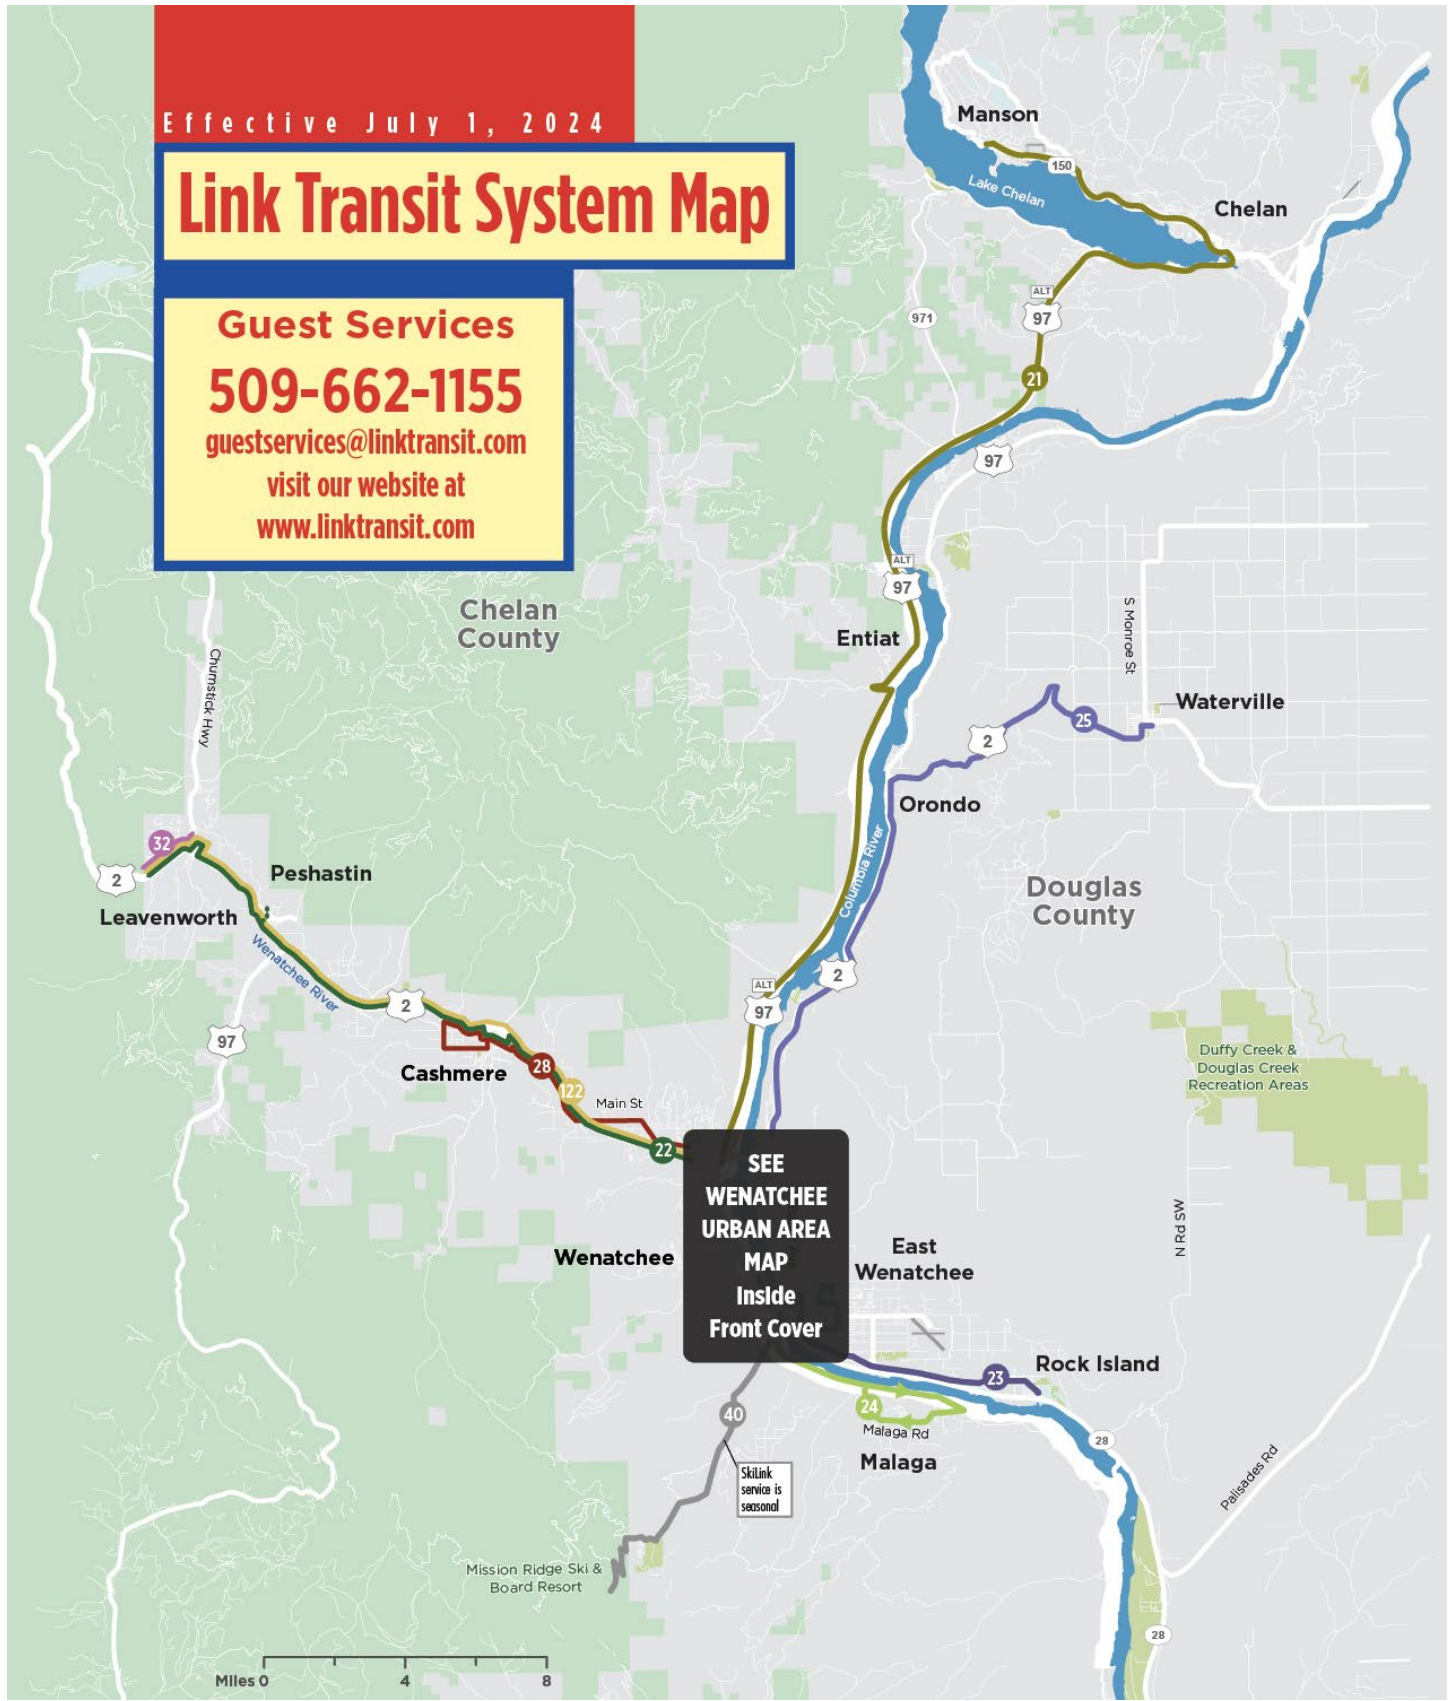 Effective July 1, 2024
Link Transit System Map
Guest Services
509-662-1155
guestservices@linktransit.com
visit our website at
www.linktransit.com
Manson
150
Lake Chelan
Chelan
ALT
97
971
21
97
ALT
97
Chelan
County
Entiat
S Monroe St
Chumstick Hwy
Waterville
25
2
Orondo
32
2
Peshastin
Leavenworth
Columbia River
Douglas
County
Wenatchee River
2
2
ALT
97
97
Cashmere
28
122
Main St
22
Duffy Creek &
Douglas Creek
Recreation Areas
SEE
WENATCHEE
URBAN AREA
MAP
Inside
Front Cover
N Rd SW
Wenatchee
East
Wenatchee
Rock Island
23
24
40
Malaga Rd
Malaga
28
SkiLink
service is
seasonal
Palisades Rd
Mission Ridge Ski &
Board Resort
28
Miles 0 4 8